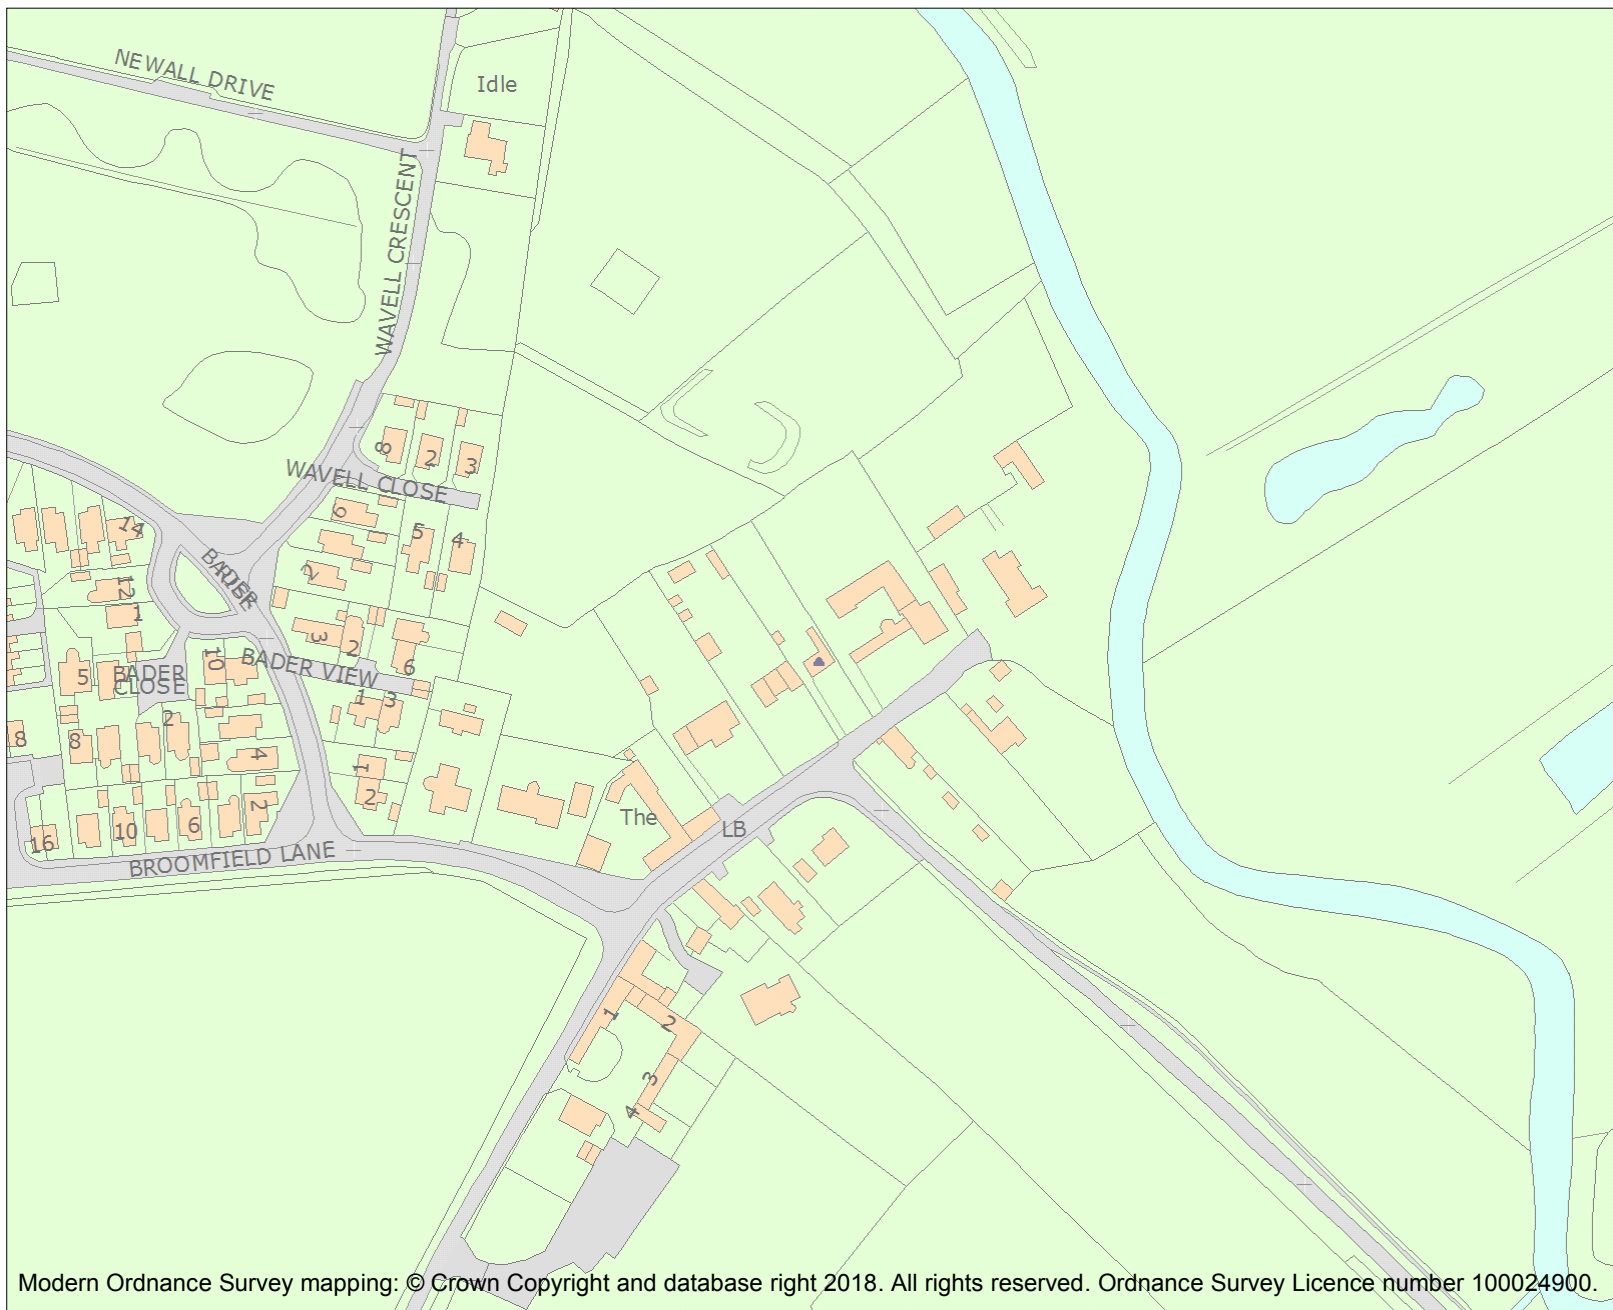 NEWALL DRIVE
Idle
WAVELL CRESCENT
8
2
3
WAVELL CLOSE
6
5
4
14
BADER
RISE
2
12
1
3
2
6
10
BADER VIEW
5
BADER
CLOSE
1
3
2
8
8
4
1
2
2
The
LB
16
10
6
BROOMFIELD LANE
1
2
3
4
Modern Ordnance Survey mapping: © Crown Copyright and database right 2018. All rights reserved. Ordnance Survey Licence number 100024900.